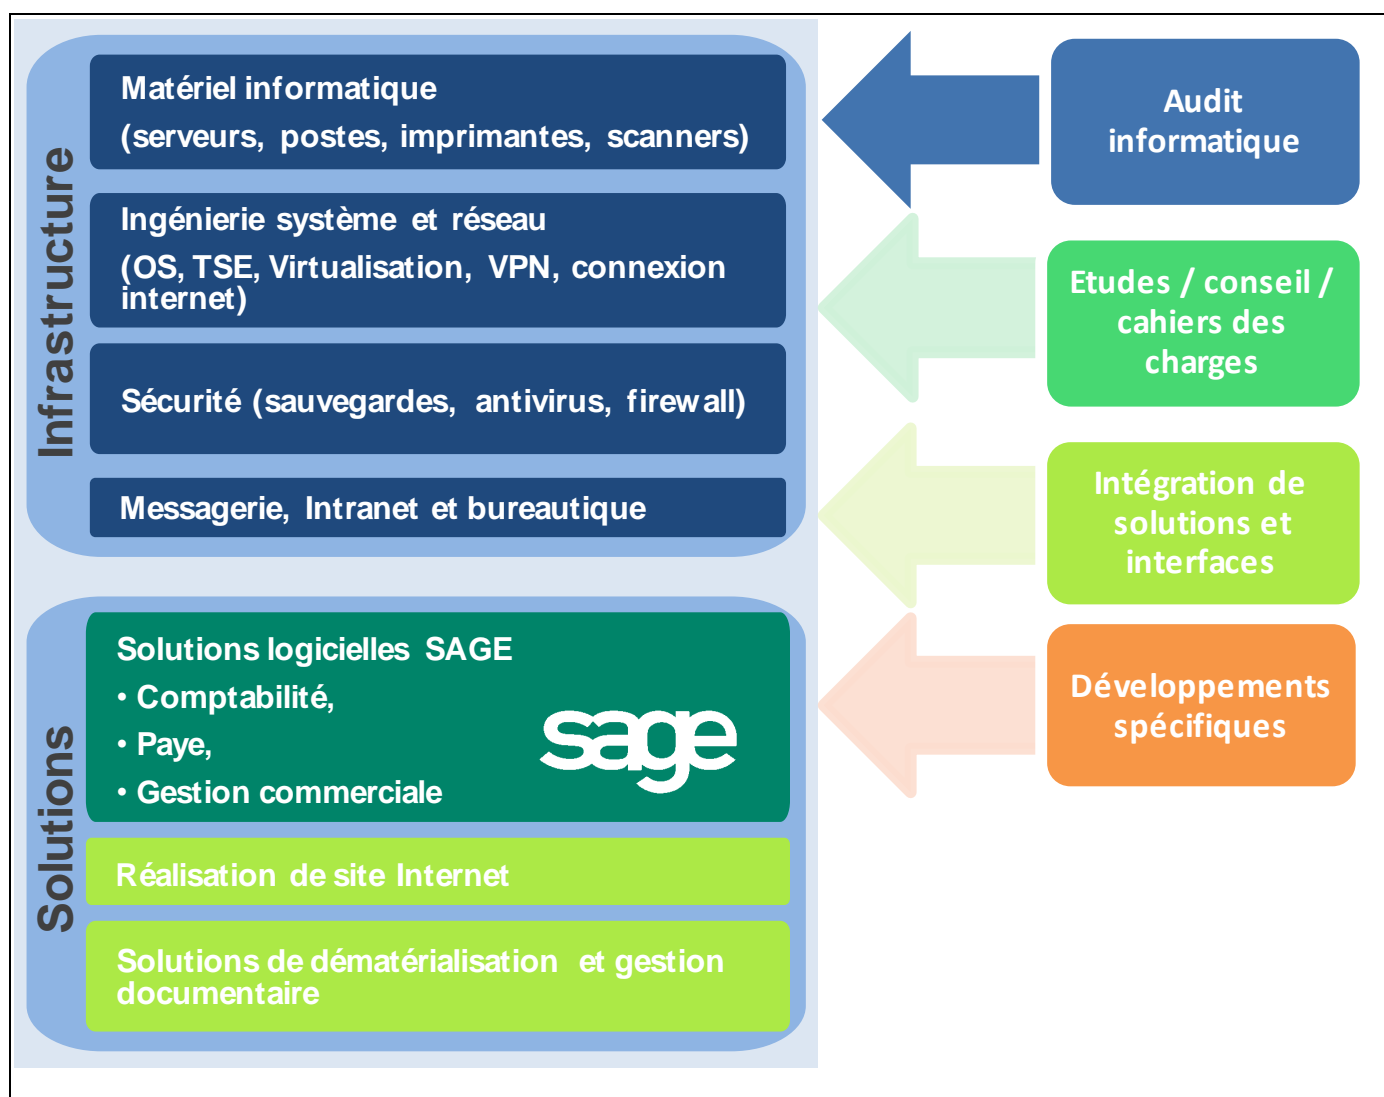 Infrastructure
Matériel informatique
(serveurs, postes, imprimantes, scanners)
Ingénierie système et réseau
(OS, TSE, Virtualisation, VPN, connexion
internet)
Sécurité (sauvegardes, antivirus, firewall)
Messagerie, Intranet et bureautique
Solutions
Solutions logicielles SAGE
• Comptabilité,
• Paye,
• Gestion commerciale
sage
Réalisation de site Internet
Solutions de dématérialisation et gestion
documentaire
Audit
informatique
Etudes / conseil /
cahiers des
charges
Intégration de
solutions et
interfaces
Développements
spécifiques